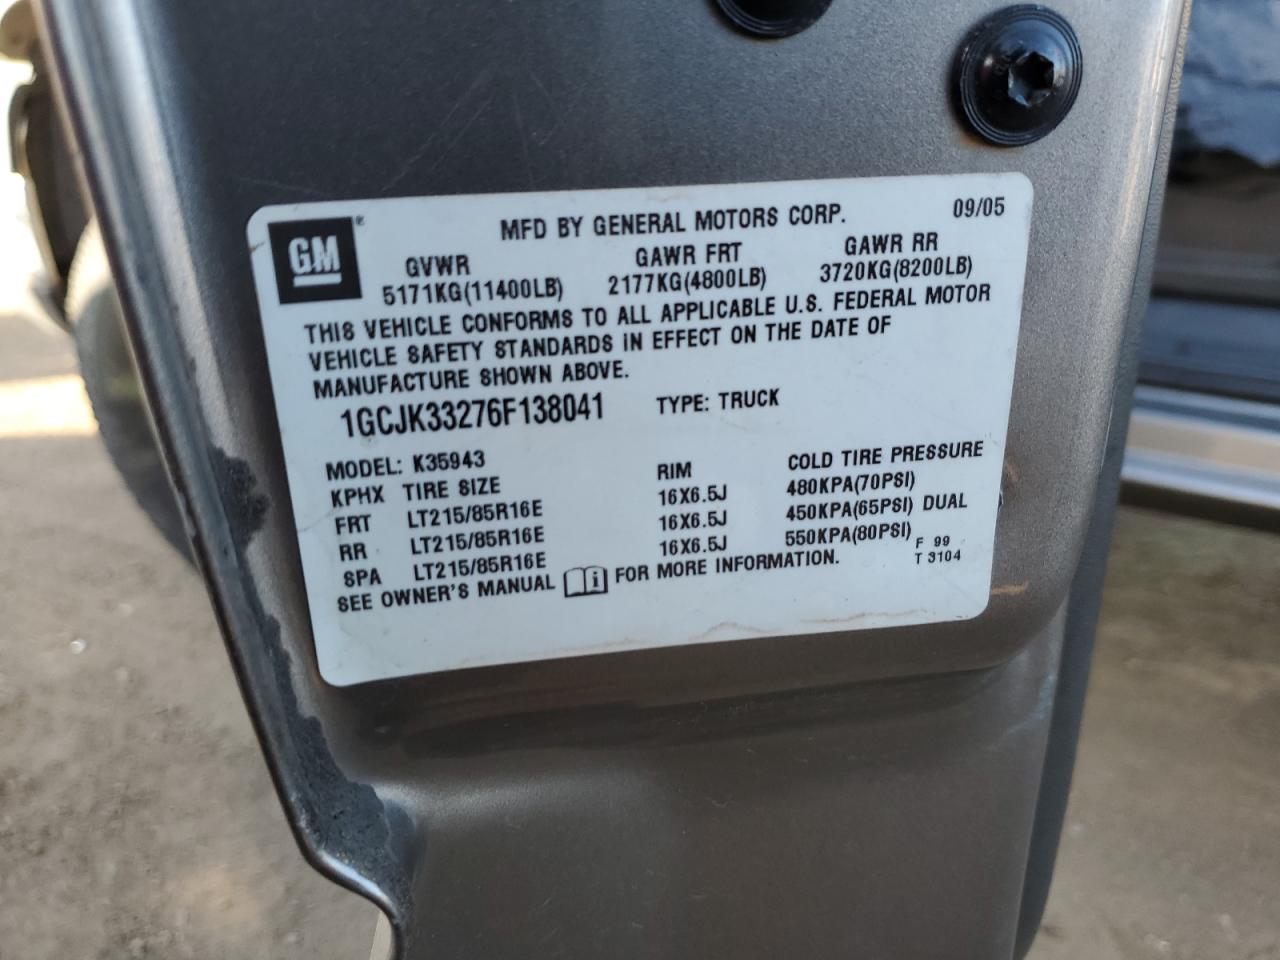 GM ®
MFD BY GENERAL MOTORS CORP. 09/05
GVWR GAWR FRT GAWR RR
5171KG(11400LB) 2177KG(4800LB) 3720KG(8200LB)
THIS VEHICLE CONFORMS TO ALL APPLICABLE U.S. FEDERAL MOTOR
VEHICLE SAFETY STANDARDS IN EFFECT ON THE DATE OF
MANUFACTURE SHOWN ABOVE.
1GCJK33276F138041 TYPE: TRUCK
MODEL: K35943
KPHX TIRE SIZE RIM COLD TIRE PRESSURE
FRT LT215/85R16E 16X6.5J 480KPA(70PSI)
RR LT215/85R16E 16X6.5J 450KPA(65PSI) DUAL
SPA LT215/85R16E 16X6.5J 550KPA(80PSI)
SEE OWNER'S MANUAL i FOR MORE INFORMATION.
F 99
T 3104